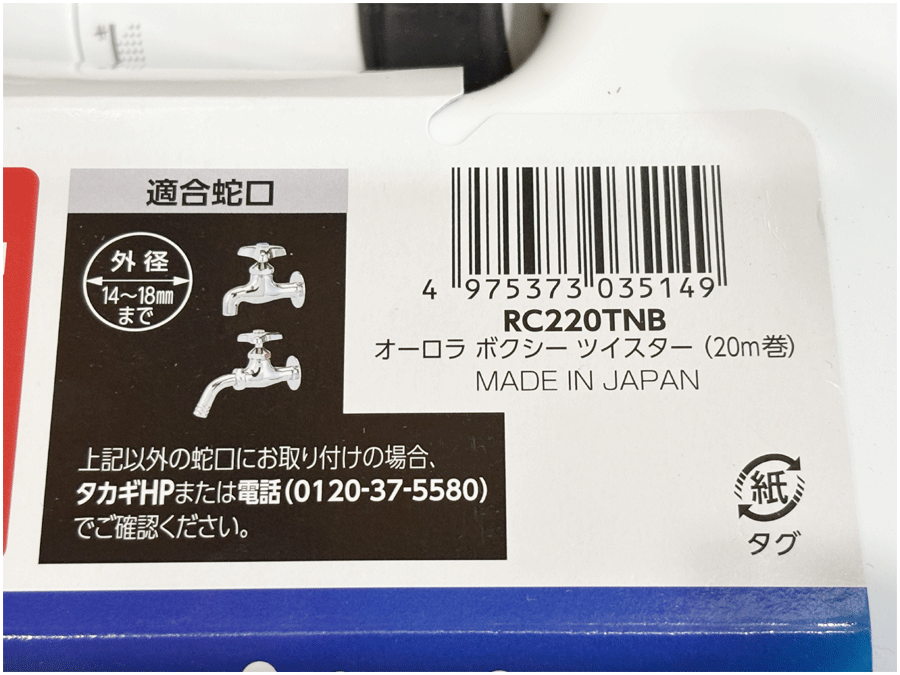 適合蛇口
外径
14～18mm
まで
4 975373 035149
RC220TNB
オーロラ ボクシー ツイスター（20m巻）
MADE IN JAPAN
上記以外の蛇口にお取り付けの場合、
タカギHPまたは電話（0120-37-5580）
でご確認ください。
紙
タグ